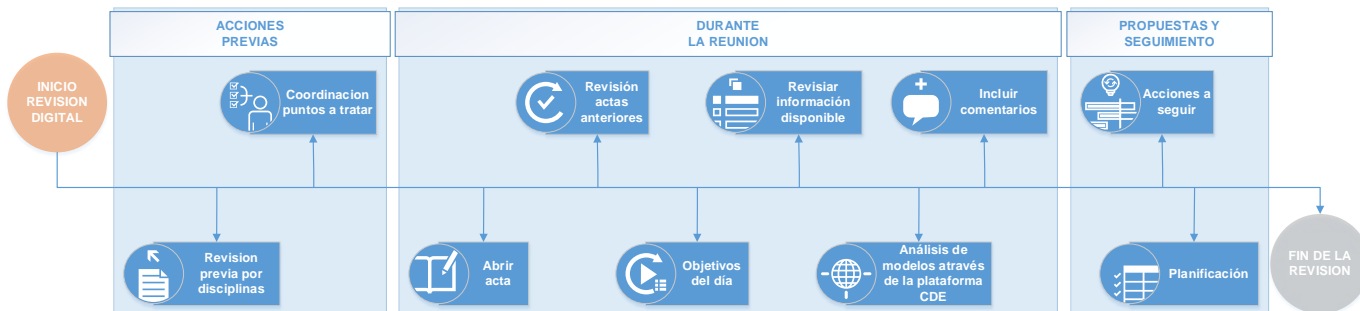 ACCIONES
PREVIAS
DURANTE
LA REUNION
PROPUESTAS Y
SEGUIMIENTO
INICIO
REVISION
DIGITAL
Coordinacion
puntos a tratar
Revisión
actas
anteriores
Revisiar
información
disponible
Incluir
comentarios
Acciones a
seguir
Revision
previa por
disciplinas
Abrir
acta
Objetivos
del día
Análisis de
modelos através
de la plataforma
CDE
Planificación
FIN DE LA
REVISION